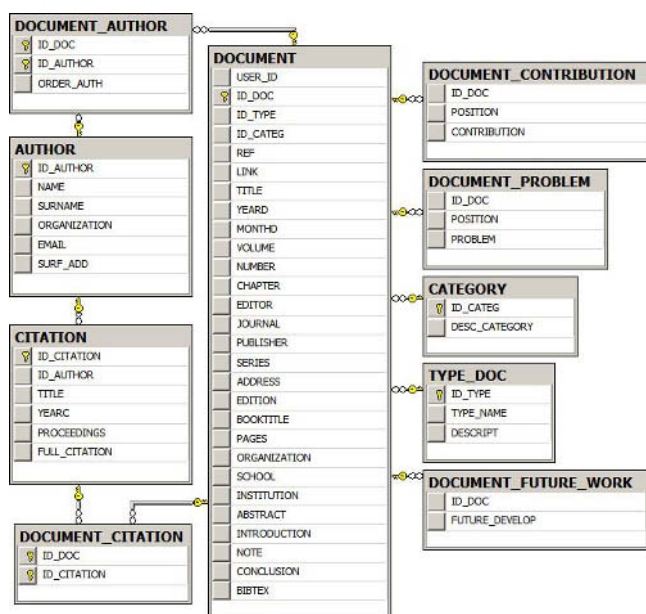 DOCUMENT_AUTHOR
ID_DOC
ID_AUTHOR
ORDER_AUTH
AUTHOR
ID_AUTHOR
NAME
SURNAME
ORGANIZATION
EMAIL
SURF_ADD
CITATION
ID_CITATION
ID_AUTHOR
TITLE
YEARC
PROCEEDINGS
FULL_CITATION
DOCUMENT_CITATION
ID_DOC
ID_CITATION
DOCUMENT
USER_ID
ID_DOC
ID_TYPE
ID_CATEG
REF
LINK
TITLE
YEARD
MONTHD
VOLUME
NUMBER
CHAPTER
EDITOR
JOURNAL
PUBLISHER
SERIES
ADDRESS
EDITION
BOOKTITLE
PAGES
ORGANIZATION
SCHOOL
INSTITUTION
ABSTRACT
INTRODUCTION
NOTE
CONCLUSION
BIBTEX
DOCUMENT_CONTRIBUTION
ID_DOC
POSITION
CONTRIBUTION
DOCUMENT_PROBLEM
ID_DOC
POSITION
PROBLEM
CATEGORY
ID_CATEG
DESC_CATEGORY
TYPE_DOC
ID_TYPE
TYPE_NAME
DESCRIPT
DOCUMENT_FUTURE_WORK
ID_DOC
FUTURE_DEVELOP